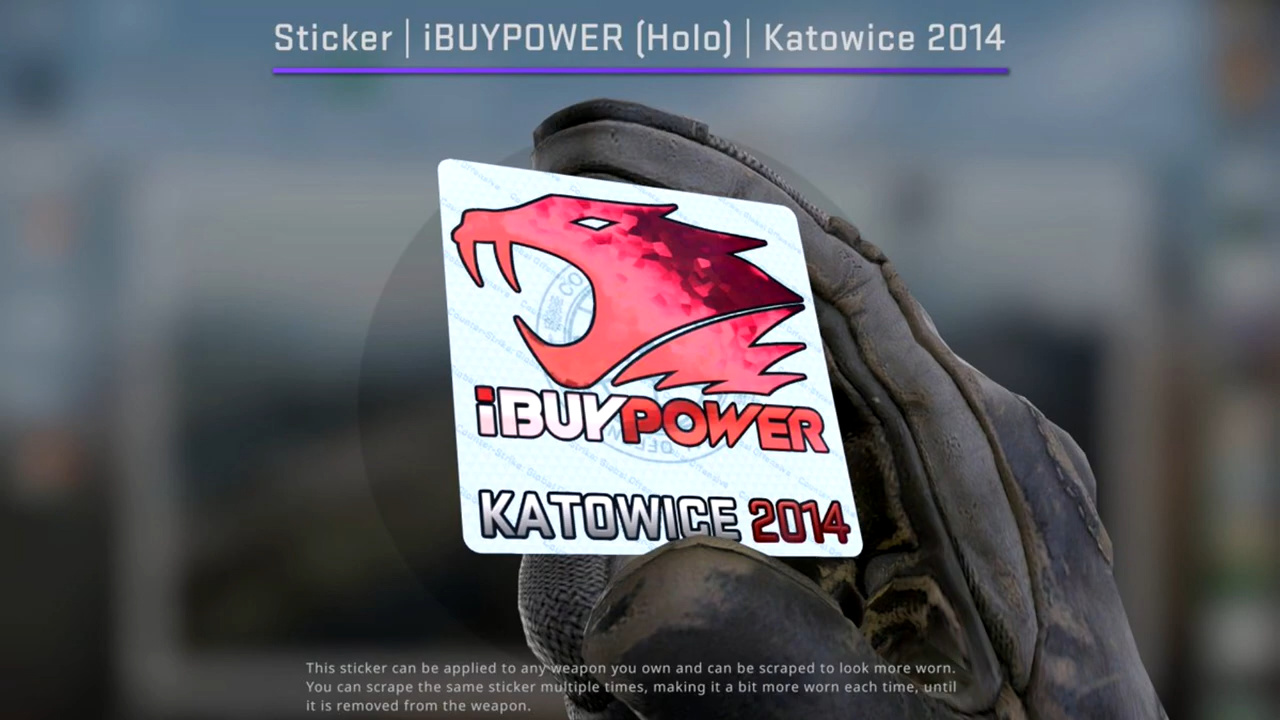 Sticker | iBUYPOWER (Holo) | Katowice 2014
iBUYPOWER
KATOWICE 2014
This sticker can be applied to any weapon you own and can be scraped to look more worn.
You can scrape the same sticker multiple times, making it a bit more worn each time, until
it is removed from the weapon.